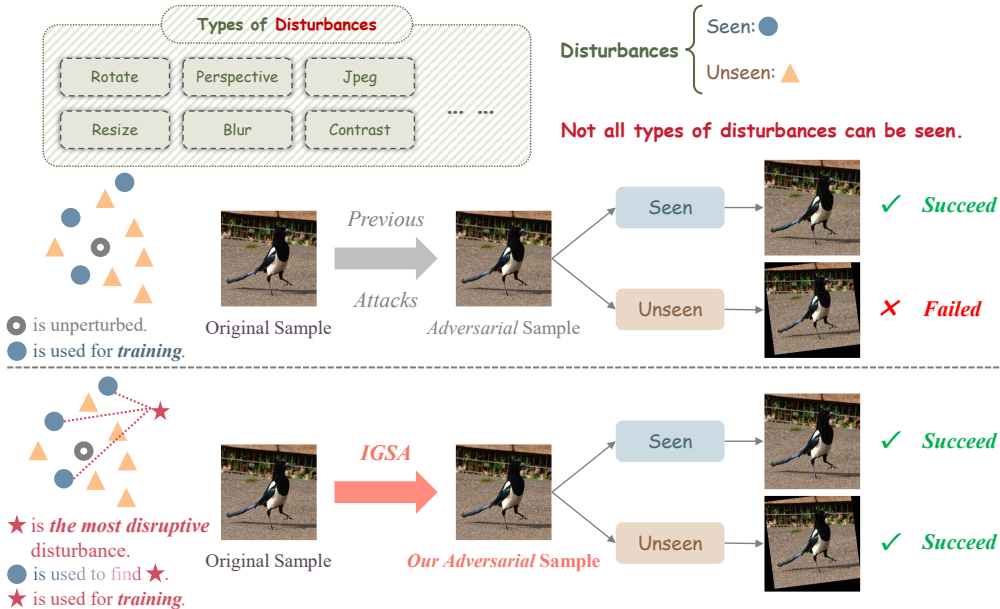 Types of Disturbances
Rotate
Perspective
Jpeg
Resize
Blur
Contrast
... ...
Disturbances
Seen:
Unseen:
Not all types of disturbances can be seen.
Previous
Attacks
Original Sample
Adversarial Sample
Seen
Unseen
✓ Succeed
✕ Failed
is unperturbed.
is used for training.
IGSA
Original Sample
Our Adversarial Sample
Seen
Unseen
✓ Succeed
✓ Succeed
★ is the most disruptive
disturbance.
is used to find ★.
★ is used for training.